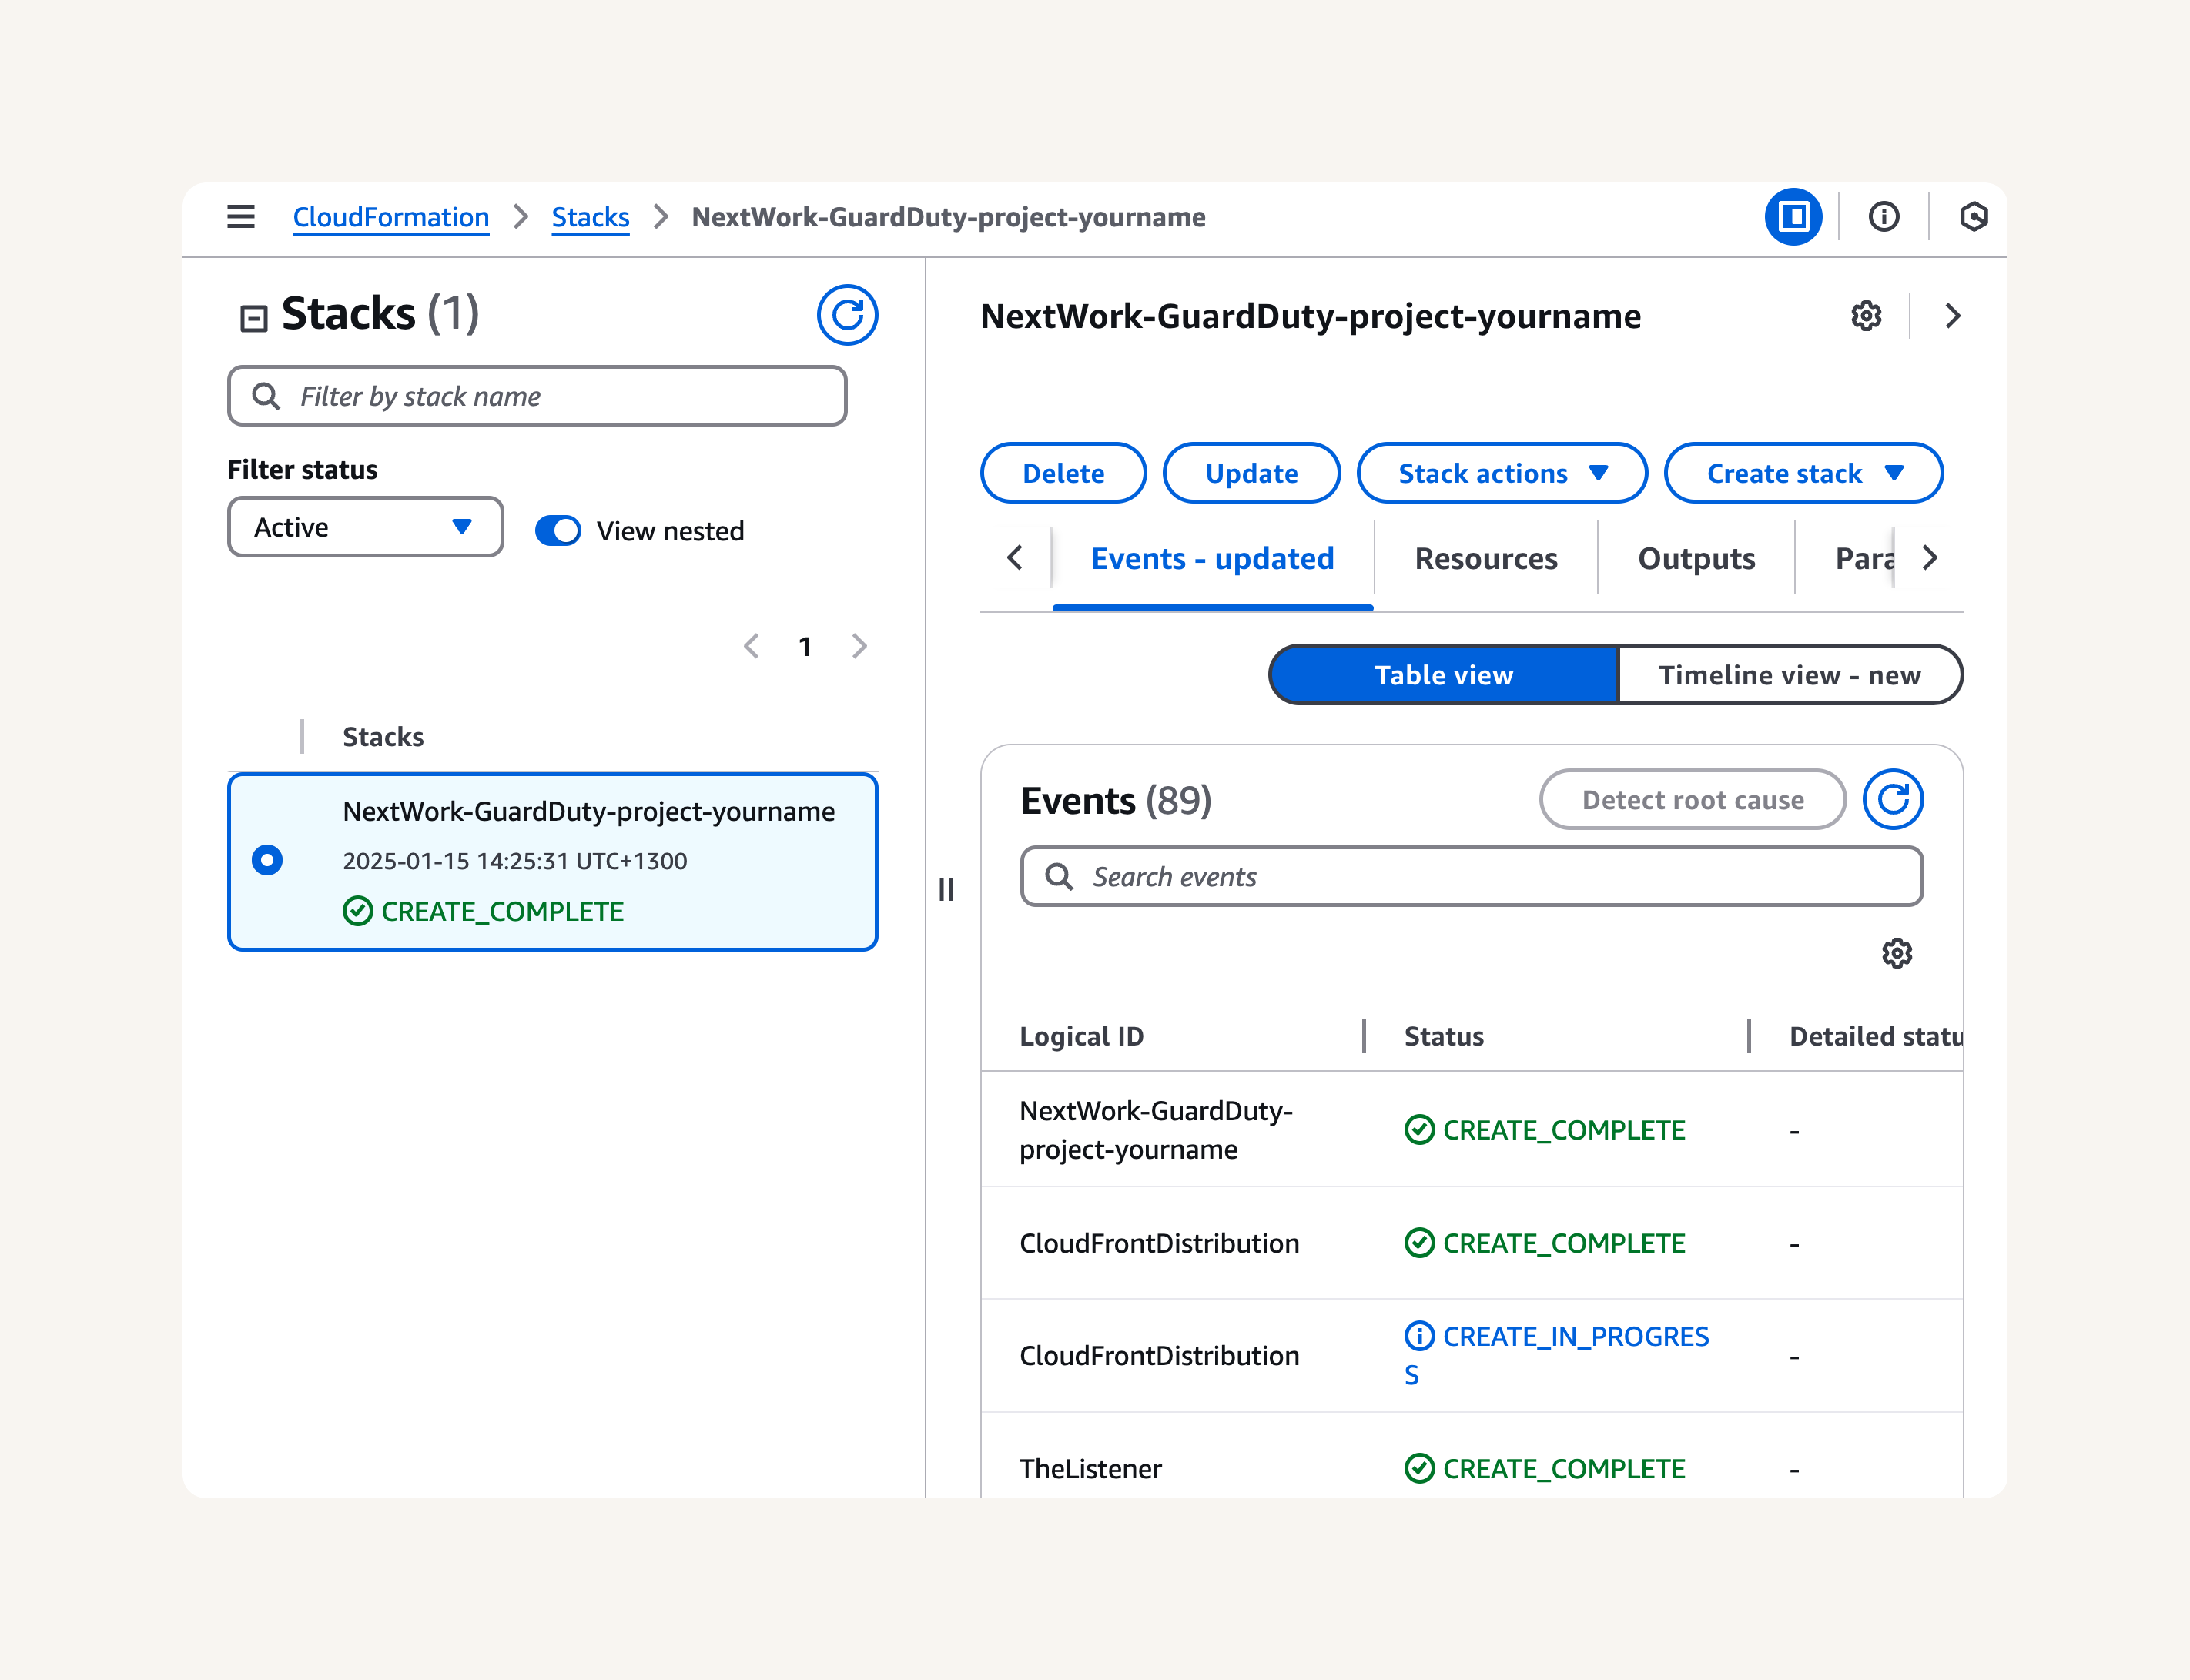 CloudFormation > Stacks > NextWork-GuardDuty-project-yourname
Stacks (1)
Filter by stack name
Filter status
Active
View nested
1
Stacks
NextWork-GuardDuty-project-yourname
2025-01-15 14:25:31 UTC+1300
CREATE_COMPLETE
NextWork-GuardDuty-project-yourname
Delete
Update
Stack actions
Create stack
Events - updated
Resources
Outputs
Para
Table view
Timeline view - new
Events (89)
Detect root cause
Search events
Logical ID
Status
Detailed statu
NextWork-GuardDuty-
project-yourname
CREATE_COMPLETE
-
CloudFrontDistribution
CREATE_COMPLETE
-
CloudFrontDistribution
CREATE_IN_PROGRES
S
-
TheListener
CREATE_COMPLETE
-